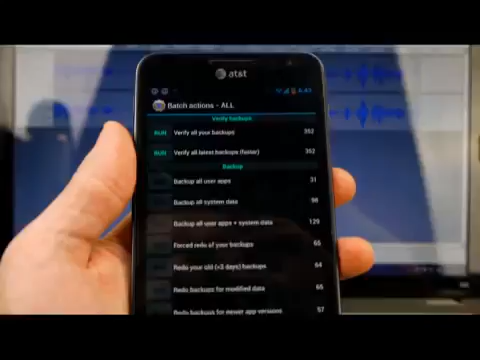 at&t
Batch actions - ALL
Verify backups
RUN Verify all your backups 352
RUN Verify all latest backups (faster) 352
Backup
Backup all user apps 31
Backup all system data 98
Backup all user apps + system data 129
Forced redo of your backups 65
Redo your old (>3 days) backups 64
Redo backups for modified data 65
Redo backups for newer app versions 57